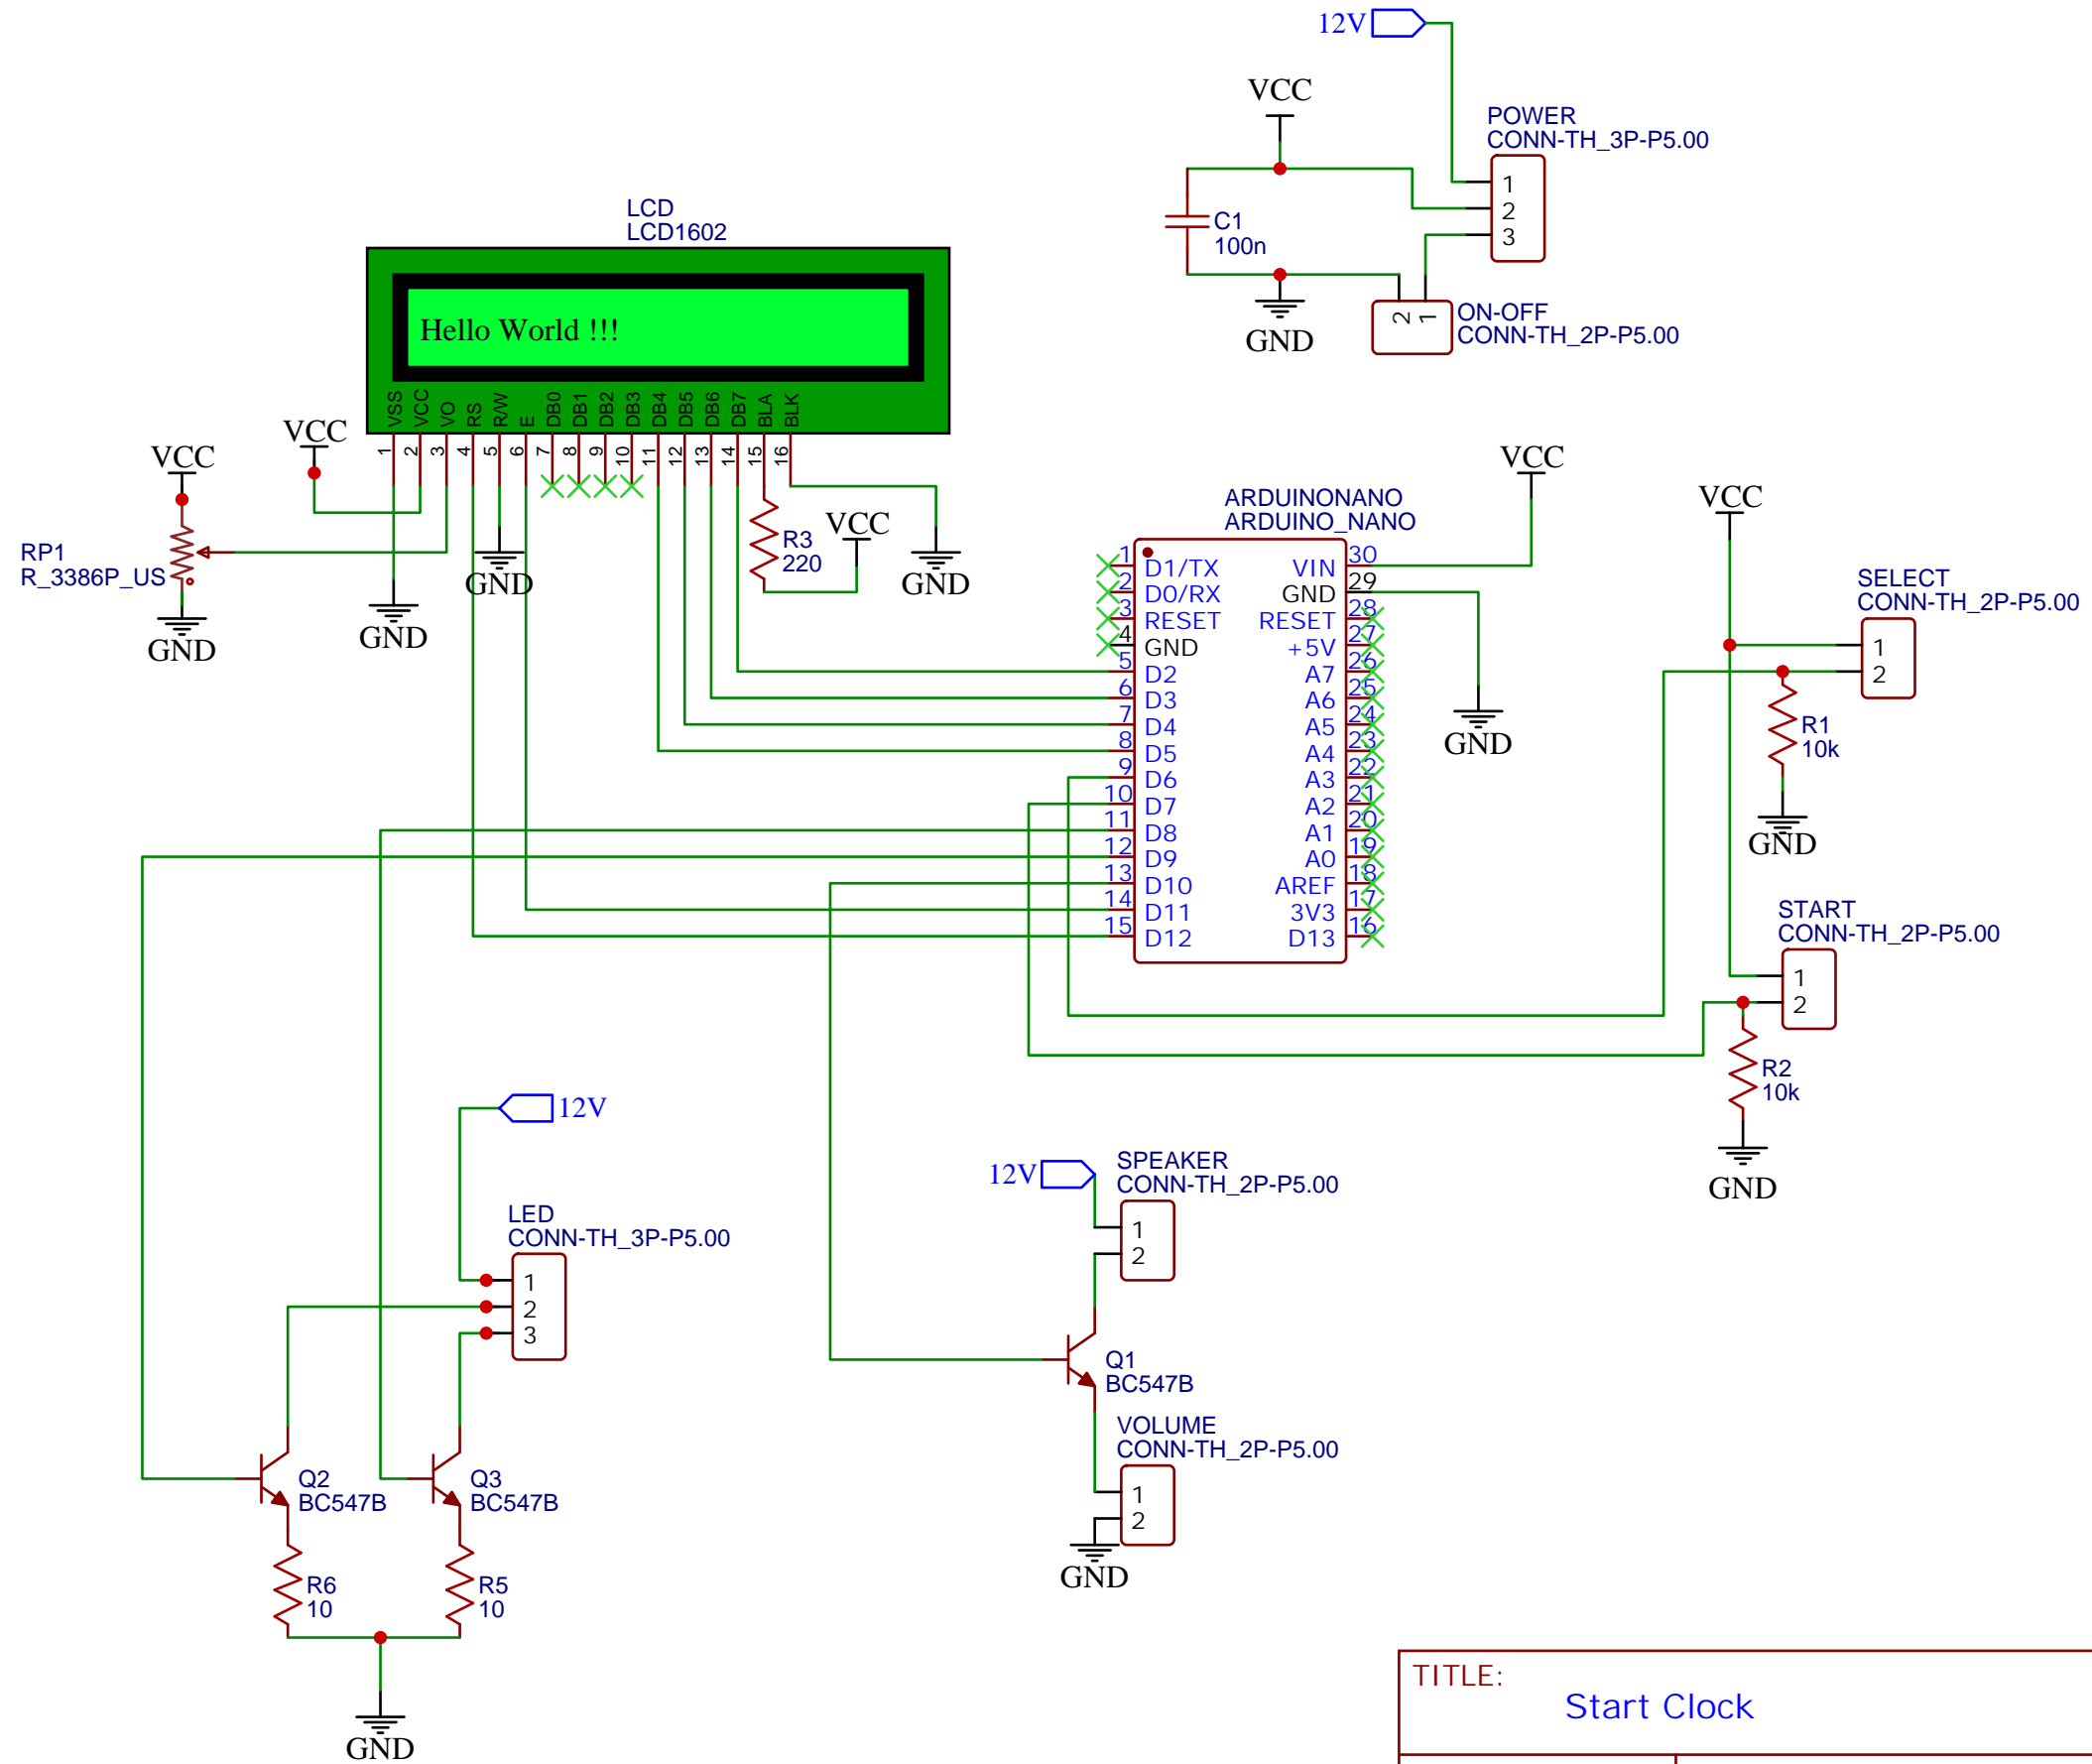 12V
VCC
POWER
CONN-TH_3P-P5.00
1
2
3
C1
100n
GND
2
1
ON-OFF
CONN-TH_2P-P5.00
LCD
LCD1602
Hello World !!!
VSS VCC VO RS R/W E DB0 DB1 DB2 DB3 DB4 DB5 DB6 DB7 BLA BLK
1 2 3 4 5 6 7 8 9 10 11 12 13 14 15 16
VCC
VCC
RP1
R_3386P_US
GND
GND
GND
R3
220
VCC
GND
ARDUINONANO
ARDUINO_NANO
1 D1/TX VIN 30
2 D0/RX GND 29
3 RESET RESET 28
4 GND +5V 27
5 D2 A7 26
6 D3 A6 25
7 D4 A5 24
8 D5 A4 23
9 D6 A3 22
10 D7 A2 21
11 D8 A1 20
12 D9 A0 19
13 D10 AREF 18
14 D11 3V3 17
15 D12 D13 16
VCC
GND
VCC
SELECT
CONN-TH_2P-P5.00
1
2
R1
10k
GND
START
CONN-TH_2P-P5.00
1
2
R2
10k
GND
12V
LED
CONN-TH_3P-P5.00
1
2
3
Q2
BC547B
Q3
BC547B
R6
10
R5
10
GND
12V
SPEAKER
CONN-TH_2P-P5.00
1
2
Q1
BC547B
VOLUME
CONN-TH_2P-P5.00
1
2
GND
TITLE:
Start Clock